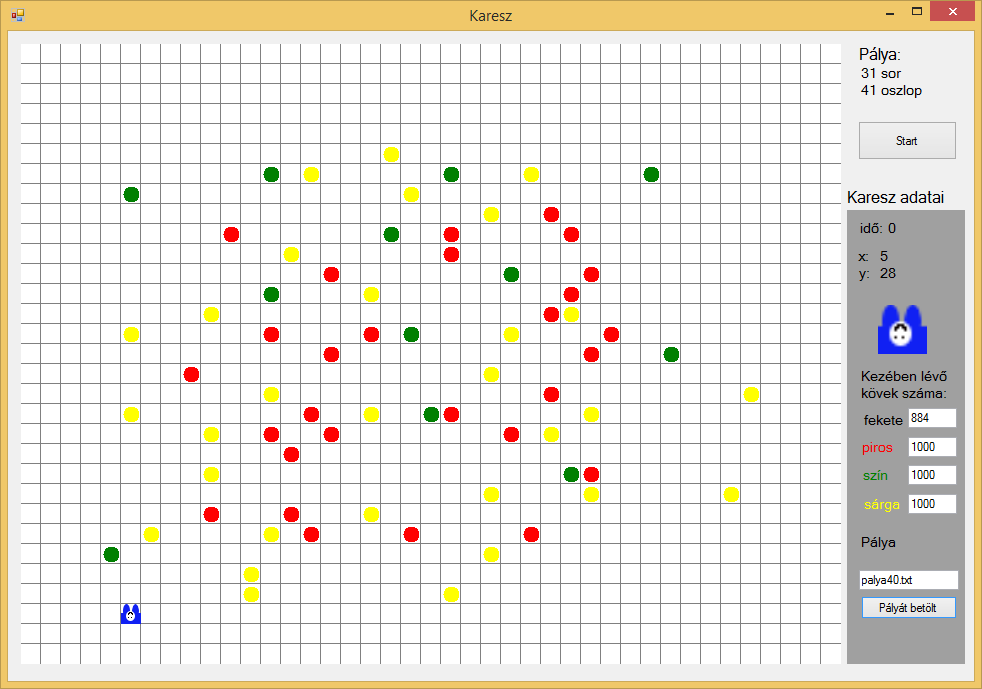 Karesz
Pálya:
31 sor
41 oszlop
Start
Karesz adatai
idő: 0
x: 5
y: 28
Kezében lévő
kövek száma:
fekete 884
piros 1000
szín 1000
sárga 1000
Pálya
palya40.txt
Pályát betölt